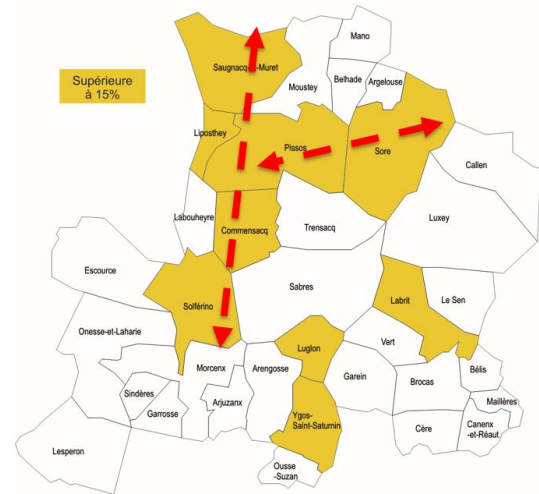 Supérieure
à 15%
Mano
Saugnacq-et-Muret
Moustey
Belhade
Argelouse
Liposthey
Pissos
Sore
Callen
Labouheyre
Commensacq
Trensacq
Luxey
Escource
Solférino
Sabres
Labrit
Le Sen
Onesse-et-Laharie
Luglon
Vert
Morcenx
Arengosse
Garein
Bélis
Brocas
Sindères
Garrosse
Arjuzanx
Maillères
Ygos-
Saint-Saturnin
Cère
Canenx
-et-Réaut
Lesperon
Ousse
-Suzan